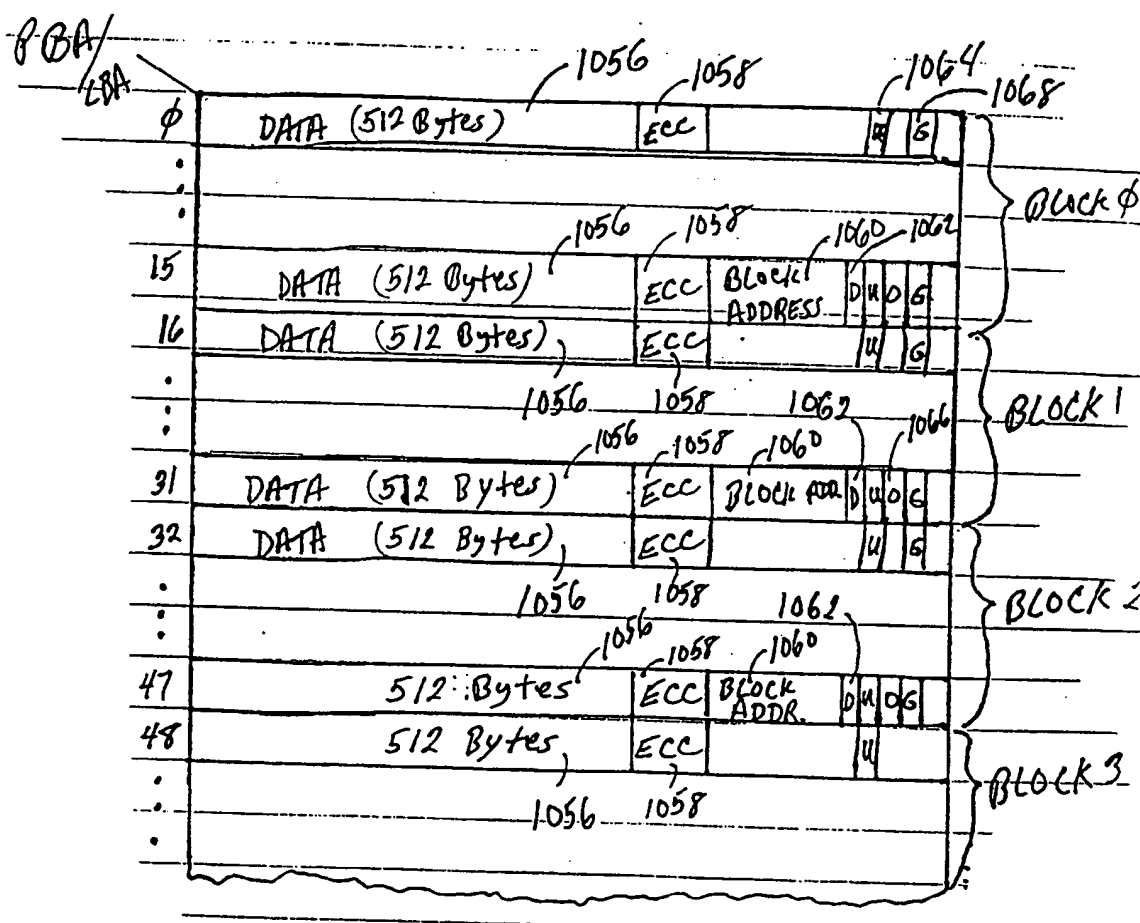 PBA/
LBA
1056 1058 1064 1068
φ DATA (512 Bytes) ECC U G
BLOCK φ
1056 1058 1060 1062
15 DATA (512 Bytes) ECC BLOCK ADDRESS D U O G
16 DATA (512 Bytes) ECC U G
1056 1058 1062 1066
BLOCK 1
1056 1058 1060
31 DATA (512 Bytes) ECC BLOCK ADD. D U O G
32 DATA (512 Bytes) ECC U G
1056 1058 1062
BLOCK 2
1056 1058 1060
47 512 Bytes ECC BLOCK ADDR. D U O G
48 512 Bytes ECC U
BLOCK 3
1056 1058